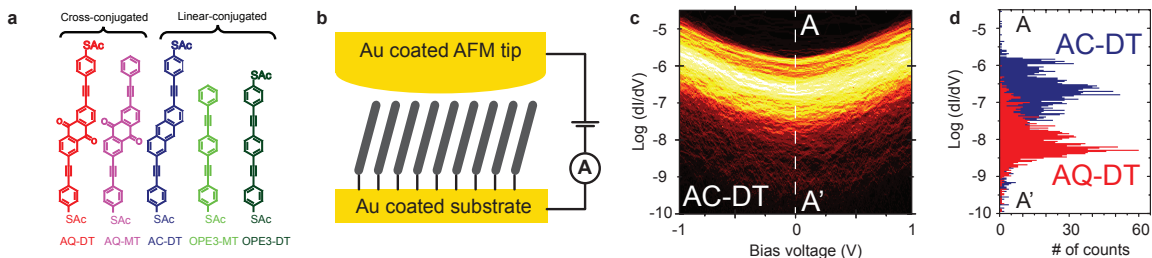 a
Cross-conjugated
Linear-conjugated
SAc
SAc
SAc
O
O
O
O
SAc
SAc
SAc
SAc
AQ-DT
AQ-MT
AC-DT
OPE3-MT
OPE3-DT
b
Au coated AFM tip
A
Au coated substrate
c
Log (dI/dV)
-5
-6
-7
-8
-9
-10
A
AC-DT
A'
-1
0
1
Bias voltage (V)
d
Log (dI/dV)
-5
-6
-7
-8
-9
-10
A
AC-DT
AQ-DT
A'
0
30
60
# of counts